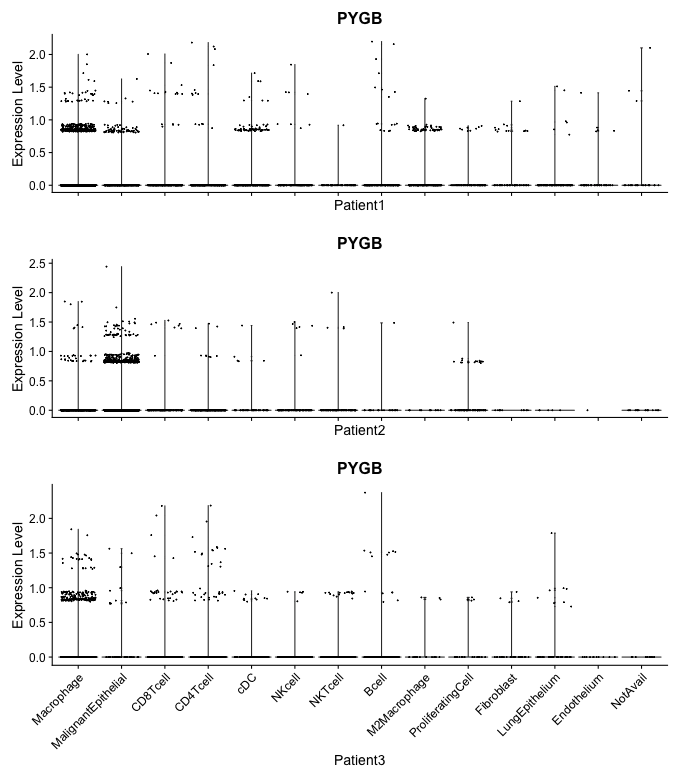 PYGB
Expression Level
2.0
1.5
1.0
0.5
0.0
Patient1
PYGB
Expression Level
2.5
2.0
1.5
1.0
0.5
0.0
Patient2
PYGB
Expression Level
2.0
1.5
1.0
0.5
0.0
Macrophage
MalignantEpithelial
CD8Tcell
CD4Tcell
cDC
NKcell
NKTcell
Bcell
M2Macrophage
ProliferatingCell
Fibroblast
LungEpithelium
Endothelium
NotAvail
Patient3